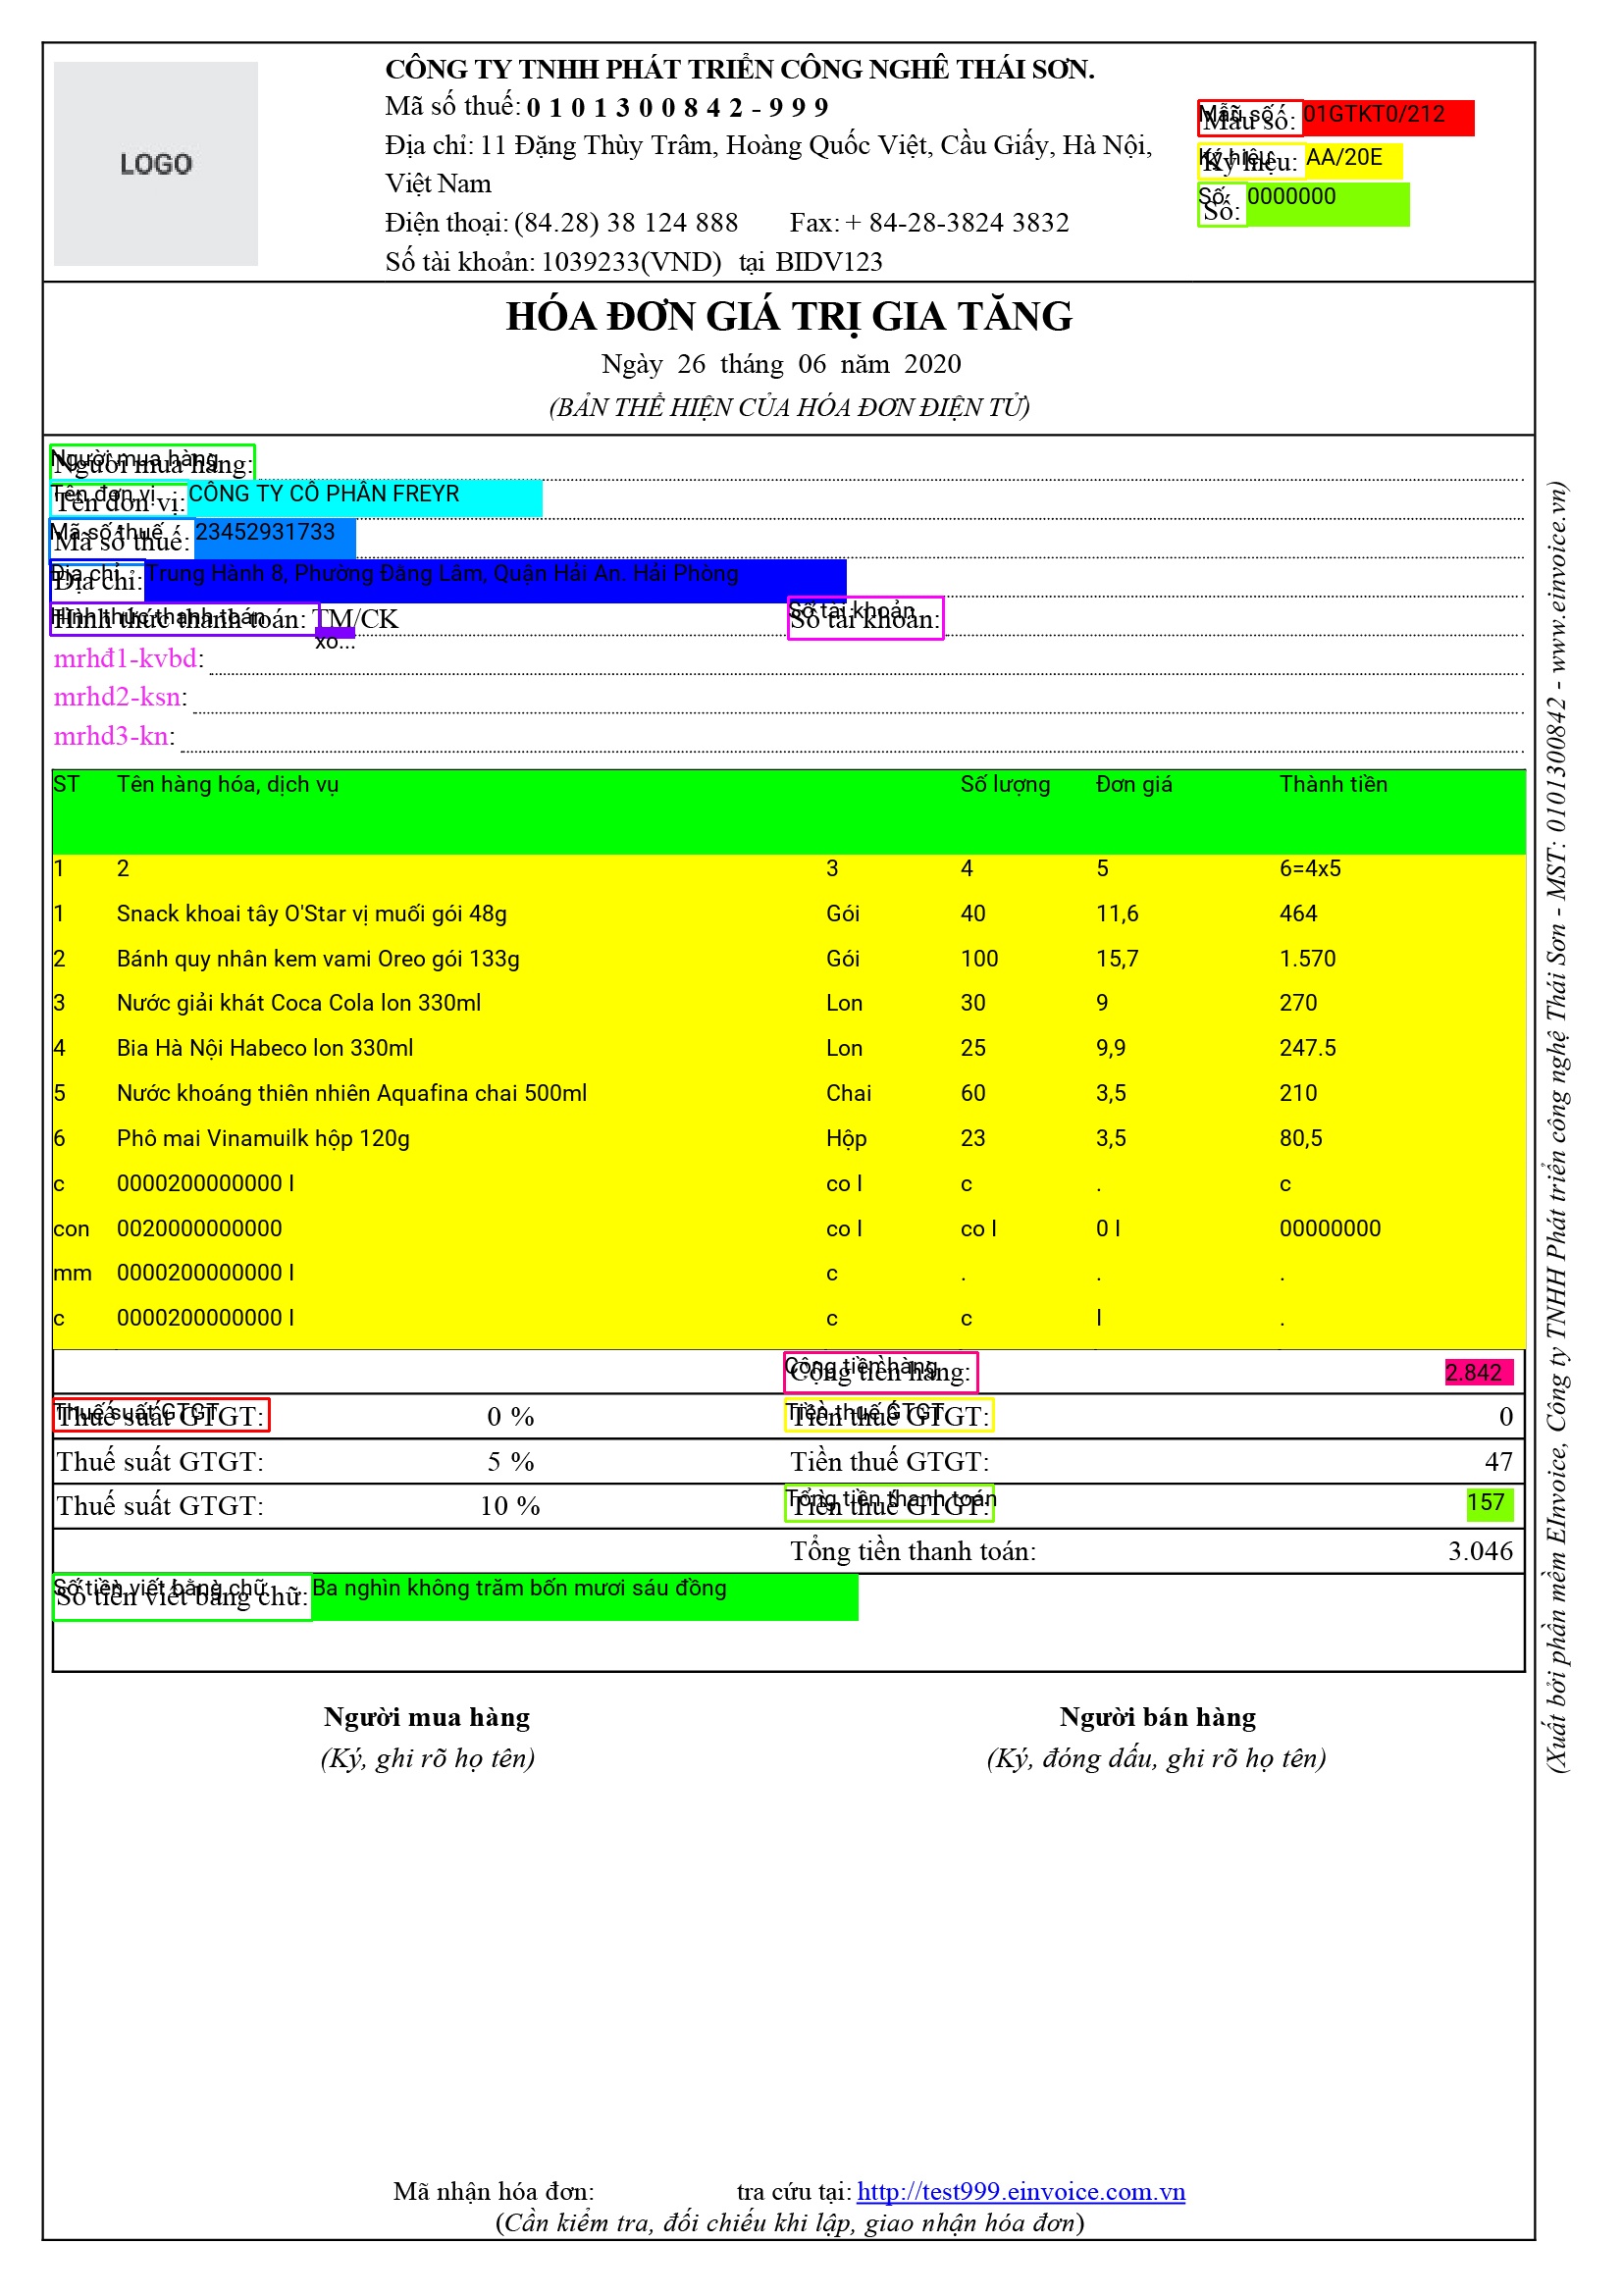 LOGO
CÔNG TY TNHH PHÁT TRIỂN CÔNG NGHỆ THÁI SƠN.
Mã số thuế: 0 1 0 1 3 0 0 8 4 2 - 9 9 9
Địa chỉ: 11 Đặng Thùy Trâm, Hoàng Quốc Việt, Cầu Giấy, Hà Nội,
Việt Nam
Điện thoại: (84.28) 38 124 888 Fax: + 84-28-3824 3832
Số tài khoản: 1039233(VND) tại BIDV123
Mẫu số: 01GTKT0/212
Ký hiệu: AA/20E
Số: 0000000
HÓA ĐƠN GIÁ TRỊ GIA TĂNG
Ngày 26 tháng 06 năm 2020
(BẢN THỂ HIỆN CỦA HÓA ĐƠN ĐIỆN TỬ)
Người mua hàng:
Tên đơn vị: CÔNG TY CỔ PHẦN FREYR
Mã số thuế: 23452931733
Địa chỉ: Trung Hành 8, Phường Đằng Lâm, Quận Hải An. Hải Phòng
Hình thức thanh toán: TM/CK Số tài khoản:
xo...
mrhđ1-kvbd:
mrhd2-ksn:
mrhd3-kn:
ST Tên hàng hóa, dịch vụ Số lượng Đơn giá Thành tiền
1 2 3 4 5 6=4x5
1 Snack khoai tây O'Star vị muối gói 48g Gói 40 11,6 464
2 Bánh quy nhân kem vami Oreo gói 133g Gói 100 15,7 1.570
3 Nước giải khát Coca Cola lon 330ml Lon 30 9 270
4 Bia Hà Nội Habeco lon 330ml Lon 25 9,9 247.5
5 Nước khoáng thiên nhiên Aquafina chai 500ml Chai 60 3,5 210
6 Phô mai Vinamuilk hộp 120g Hộp 23 3,5 80,5
c 0000200000000 l co l c . c
con 0020000000000 co l co l 0 l 00000000
mm 0000200000000 l c . . .
c 0000200000000 l c c l .
Cộng tiền hàng: 2.842
Thuế suất GTGT: 0 % Tiền thuế GTGT: 0
Thuế suất GTGT: 5 % Tiền thuế GTGT: 47
Thuế suất GTGT: 10 % Tiền thuế GTGT: 157
Tổng tiền thanh toán
Tổng tiền thanh toán: 3.046
Số tiền viết bằng chữ: Ba nghìn không trăm bốn mươi sáu đồng
Người mua hàng Người bán hàng
(Ký, ghi rõ họ tên) (Ký, đóng dấu, ghi rõ họ tên)
Mã nhận hóa đơn: tra cứu tại: http://test999.einvoice.com.vn
(Cần kiểm tra, đối chiếu khi lập, giao nhận hóa đơn)
(Xuất bởi phần mềm EInvoice, Công ty TNHH Phát triển công nghệ Thái Sơn - MST: 0101300842 - www.einvoice.vn)